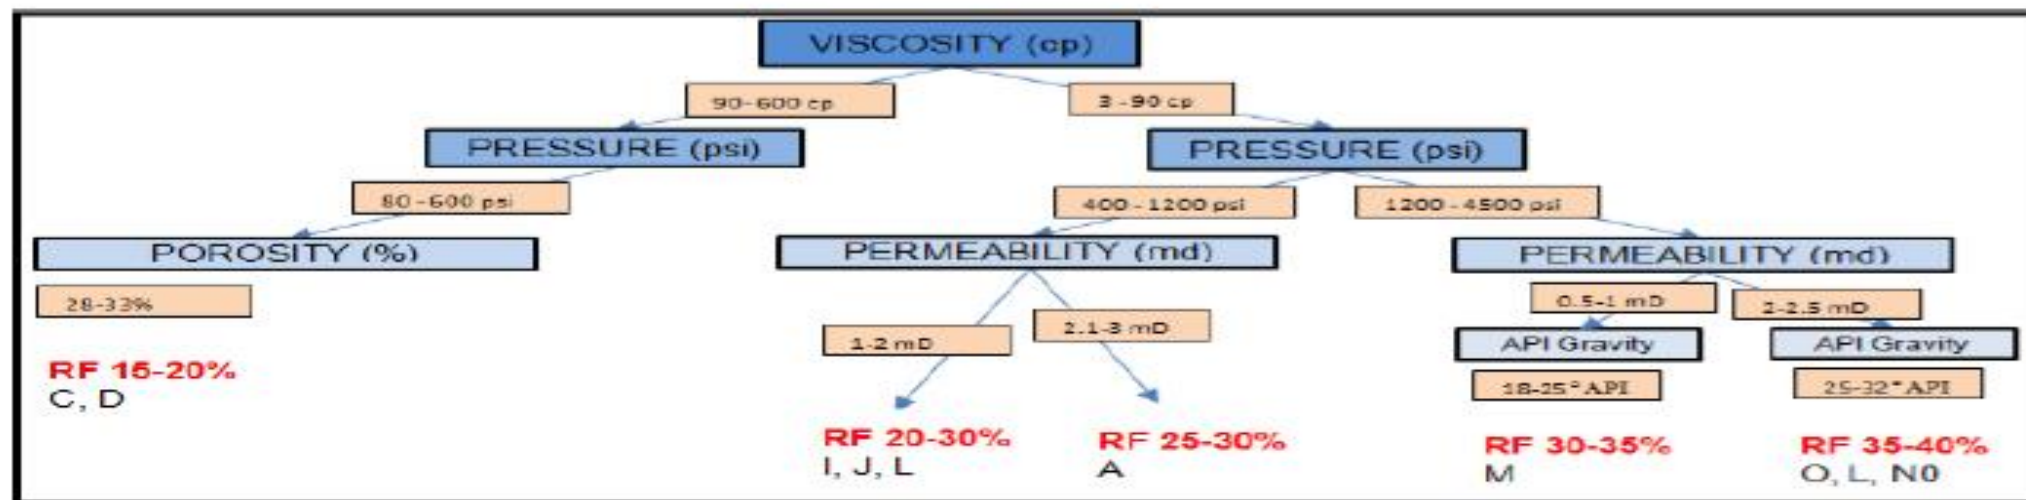 VISCOSITY (cp)
90-600 cp
3 -90 cp
PRESSURE (psi)
PRESSURE (psi)
80 -600 psi
400 -1200 psi
1200 -4500 psi
POROSITY (%)
PERMEABILITY (md)
PERMEABILITY (md)
28-33%
0.5-1 mD
2-2.5 mD
1-2 mD
2.1-3 mD
API Gravity
API Gravity
18-25° API
25-32° API
RF 15-20%
C, D
RF 20-30%
I, J, L
RF 25-30%
A
RF 30-35%
M
RF 35-40%
O, L, N0